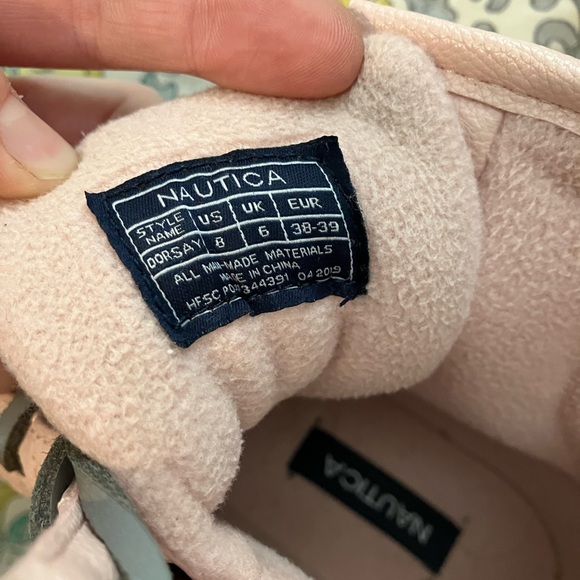 NAUTICA
STYLE NAME US UK EUR
DORSAY 8 6 38-39
ALL MAN-MADE MATERIALS
MADE IN CHINA
HFSC PO# 344391 04 2019
NAUTICA